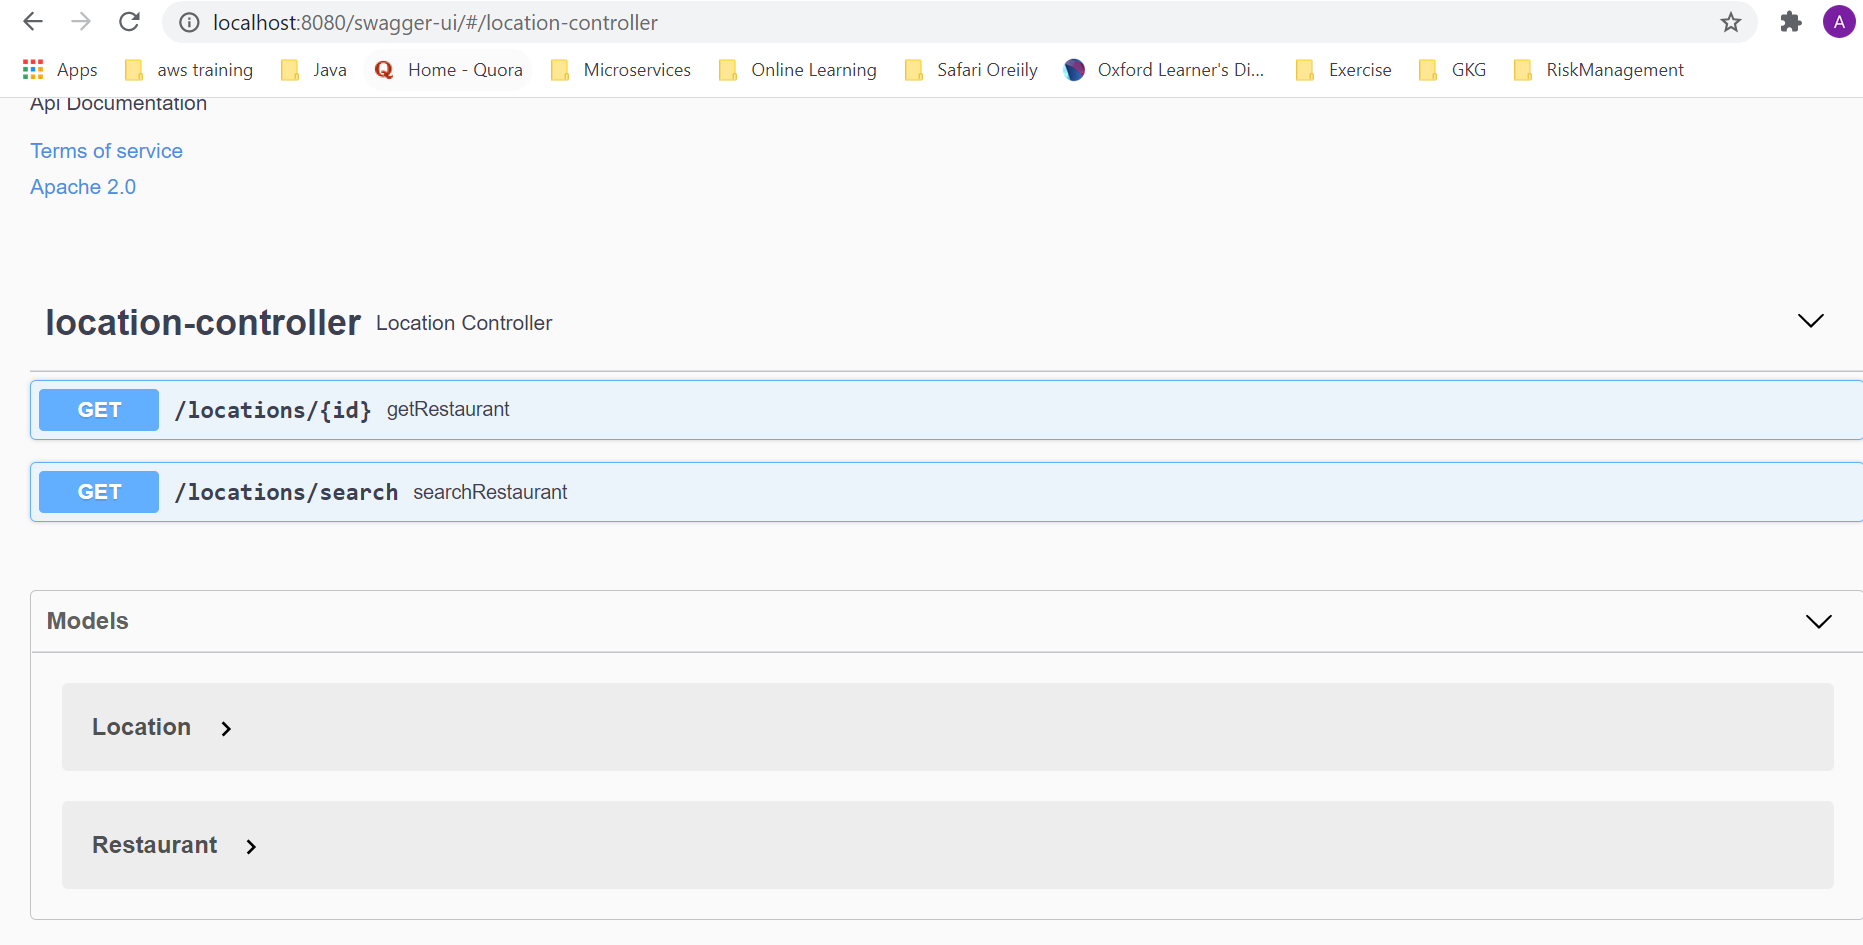 localhost:8080/swagger-ui/#/location-controller
A
Apps aws training Java Home - Quora Microservices Online Learning Safari Oreiily Oxford Learner's Di... Exercise GKG RiskManagement
Api Documentation
Terms of service
Apache 2.0
location-controller Location Controller
GET /locations/{id} getRestaurant
GET /locations/search searchRestaurant
Models
Location
Restaurant